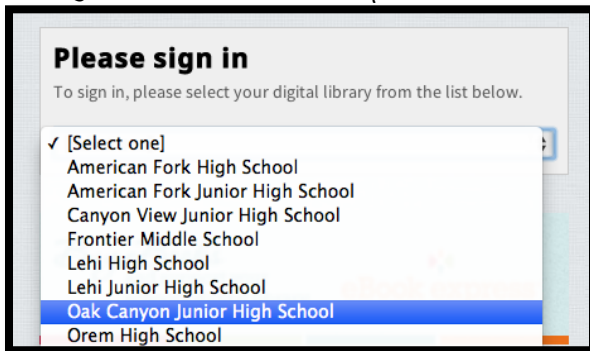 Please sign in
To sign in, please select your digital library from the list below.
✓ [Select one]
American Fork High School
American Fork Junior High School
Canyon View Junior High School
Frontier Middle School
Lehi High School
Lehi Junior High School
Oak Canyon Junior High School
Orem High School